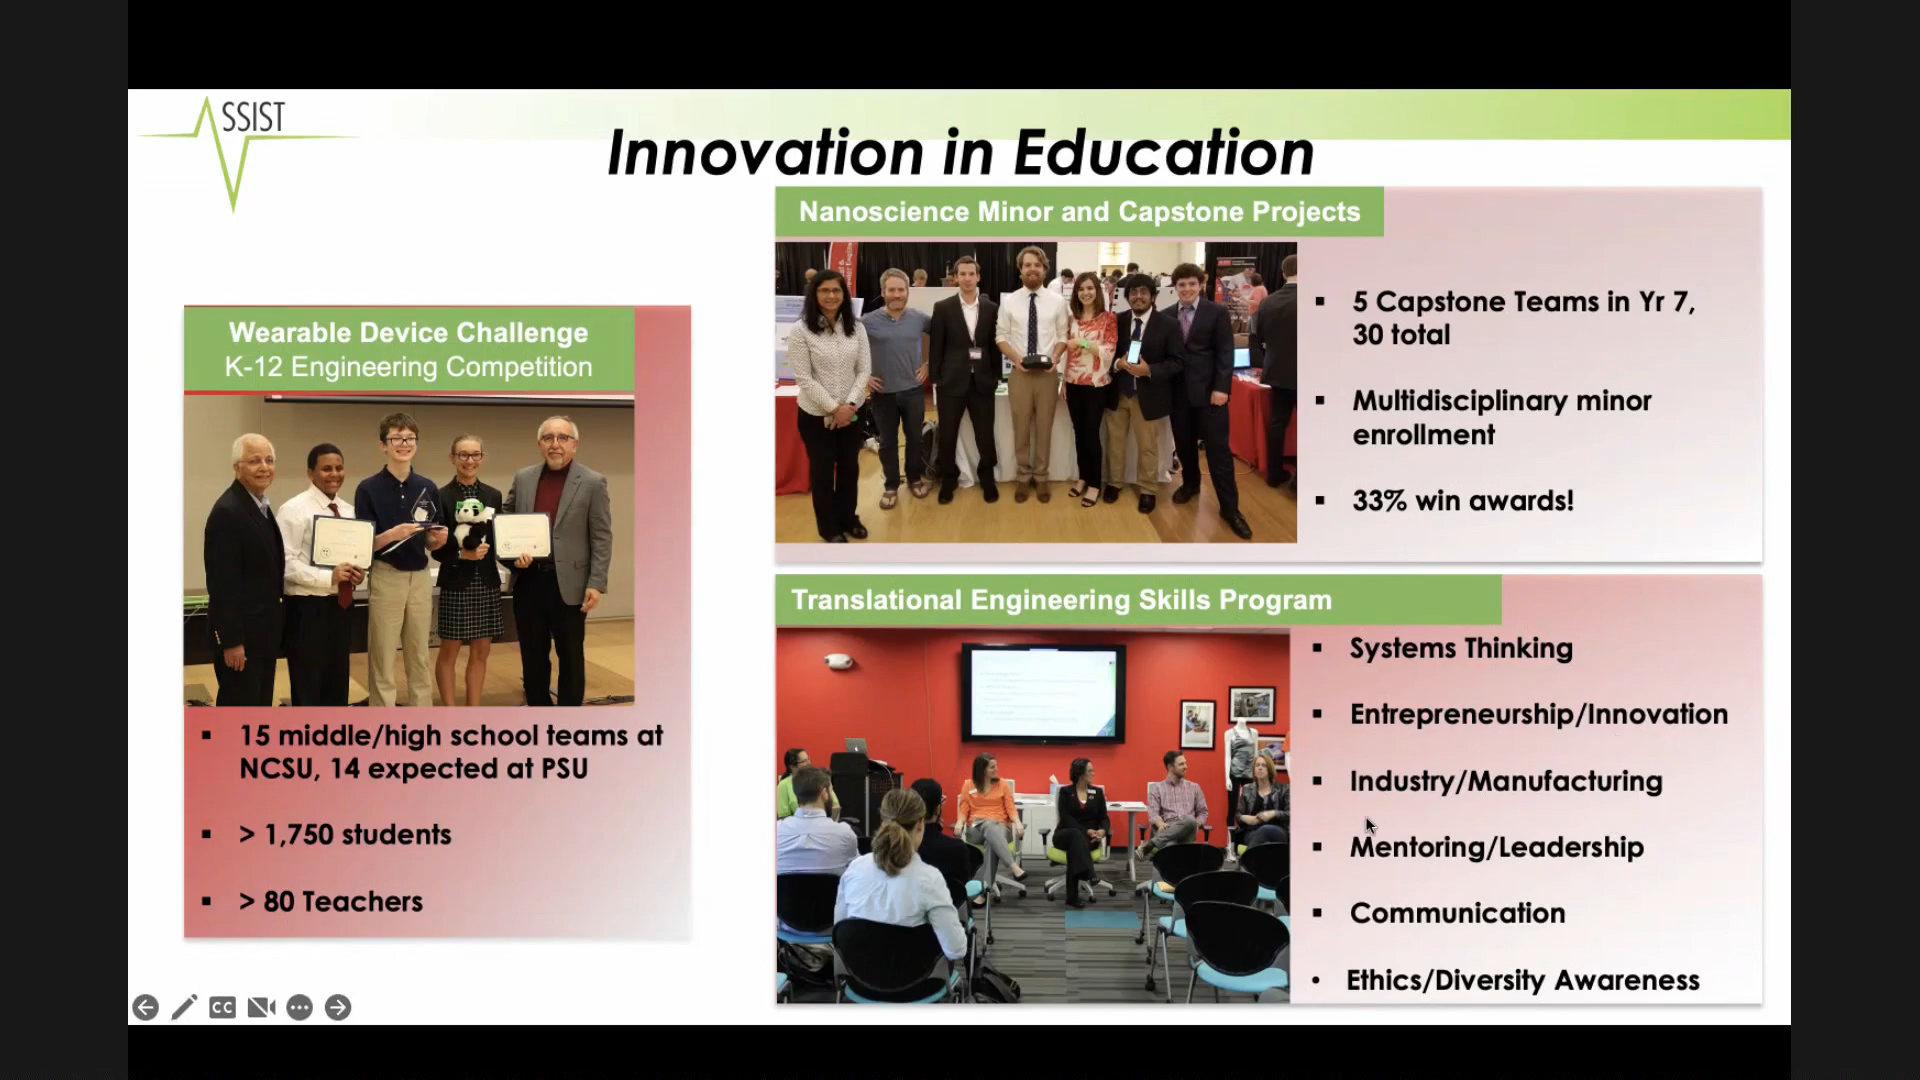 SSIST
Innovation in Education
Wearable Device Challenge
K-12 Engineering Competition
▪ 15 middle/high school teams at
NCSU, 14 expected at PSU
▪ > 1,750 students
▪ > 80 Teachers
Nanoscience Minor and Capstone Projects
▪ 5 Capstone Teams in Yr 7,
30 total
▪ Multidisciplinary minor
enrollment
▪ 33% win awards!
Translational Engineering Skills Program
▪ Systems Thinking
▪ Entrepreneurship/Innovation
▪ Industry/Manufacturing
▪ Mentoring/Leadership
▪ Communication
• Ethics/Diversity Awareness
CC